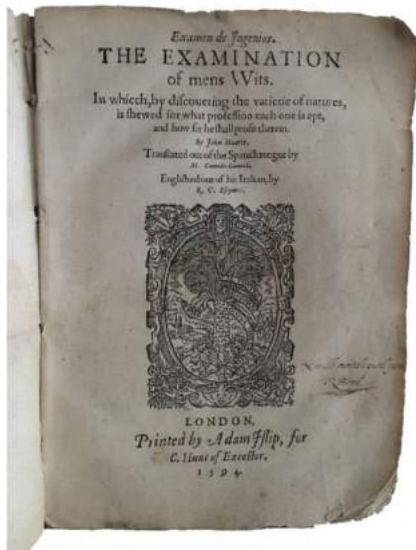 Examen de Ingenios.
THE EXAMINATION
of mens VVits.
In whicch, by discouering the varietie of natures,
is shewed for what profession each one is apt,
and how far he shall profit therein.
By John Huarte.
Translated out of the Spanish tongue by
M. Camillo Camilli.
Englished out of his Italian, by
R. C. Esquire.
LONDON,
Printed by Adam Islip, for
C. Hunt of Excester.
1594.